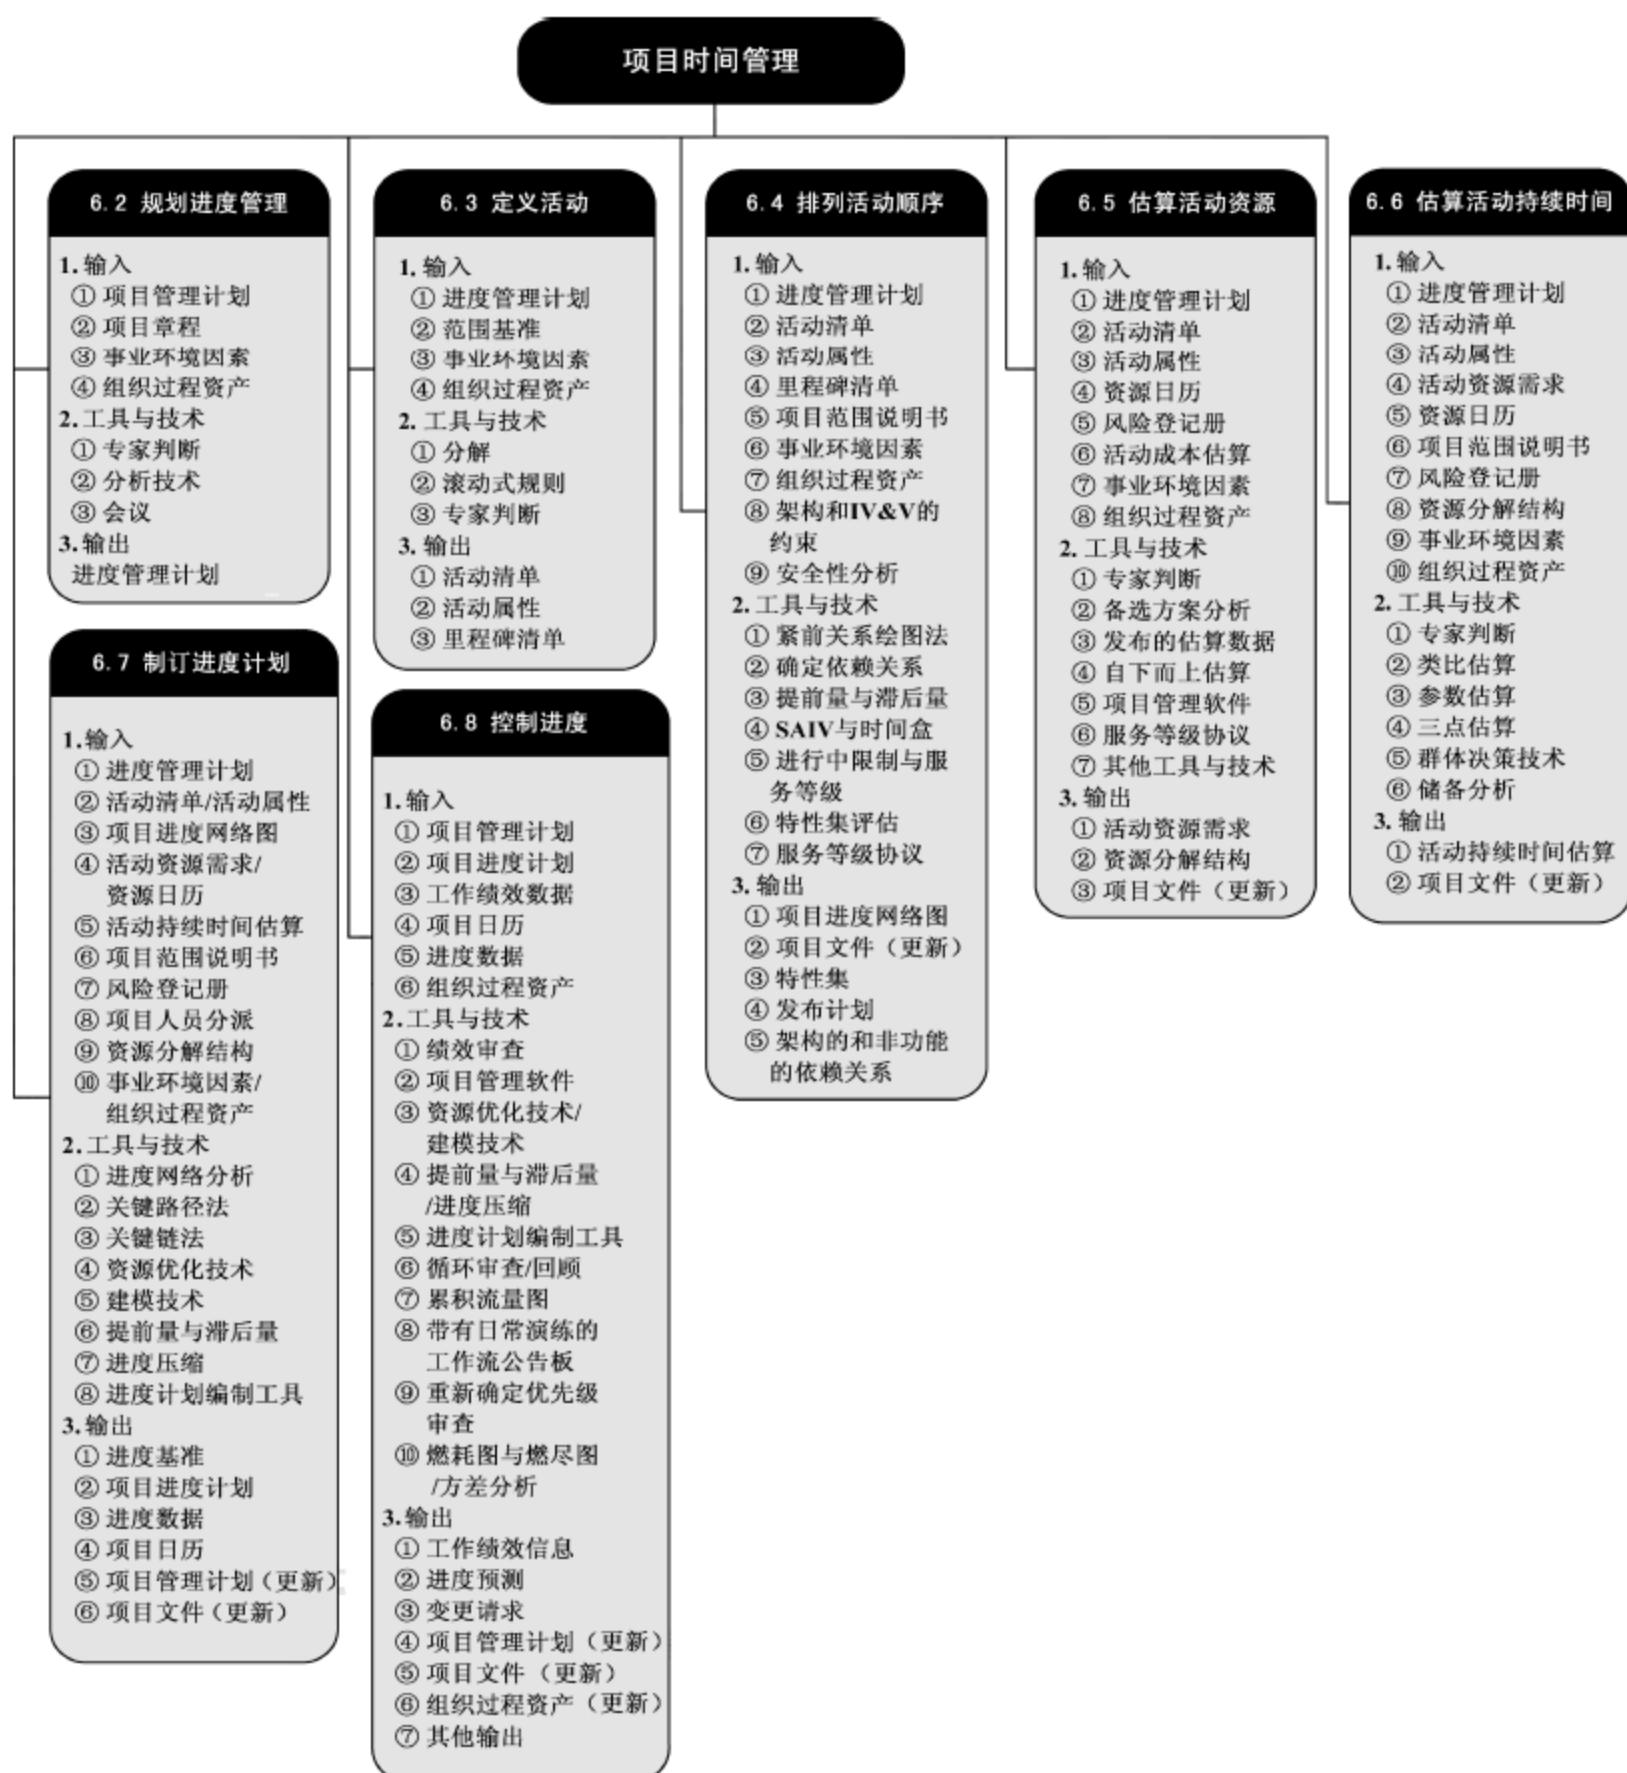 项目时间管理
6.2 规划进度管理
1.输入
① 项目管理计划
② 项目章程
③ 事业环境因素
④ 组织过程资产
2.工具与技术
① 专家判断
② 分析技术
③ 会议
3.输出
进度管理计划
6.3 定义活动
1.输入
① 进度管理计划
② 范围基准
③ 事业环境因素
④ 组织过程资产
2.工具与技术
① 分解
② 滚动式规则
③ 专家判断
3.输出
① 活动清单
② 活动属性
③ 里程碑清单
6.4 排列活动顺序
1.输入
① 进度管理计划
② 活动清单
③ 活动属性
④ 里程碑清单
⑤ 项目范围说明书
⑥ 事业环境因素
⑦ 组织过程资产
⑧ 架构和IV&V的
约束
⑨ 安全性分析
2.工具与技术
① 紧前关系绘图法
② 确定依赖关系
③ 提前量与滞后量
④ SAIV与时间盒
⑤ 进行中限制与服
务等级
⑥ 特性集评估
⑦ 服务等级协议
3.输出
① 项目进度网络图
② 项目文件（更新）
③ 特性集
④ 发布计划
⑤ 架构的和非功能
的依赖关系
6.5 估算活动资源
1.输入
① 进度管理计划
② 活动清单
③ 活动属性
④ 资源日历
⑤ 风险登记册
⑥ 活动成本估算
⑦ 事业环境因素
⑧ 组织过程资产
2.工具与技术
① 专家判断
② 备选方案分析
③ 发布的估算数据
④ 自下而上估算
⑤ 项目管理软件
⑥ 服务等级协议
⑦ 其他工具与技术
3.输出
① 活动资源需求
② 资源分解结构
③ 项目文件（更新）
6.6 估算活动持续时间
1.输入
① 进度管理计划
② 活动清单
③ 活动属性
④ 活动资源需求
⑤ 资源日历
⑥ 项目范围说明书
⑦ 风险登记册
⑧ 资源分解结构
⑨ 事业环境因素
⑩ 组织过程资产
2.工具与技术
① 专家判断
② 类比估算
③ 参数估算
④ 三点估算
⑤ 群体决策技术
⑥ 储备分析
3.输出
① 活动持续时间估算
② 项目文件（更新）
6.7 制订进度计划
1.输入
① 进度管理计划
② 活动清单/活动属性
③ 项目进度网络图
④ 活动资源需求/
资源日历
⑤ 活动持续时间估算
⑥ 项目范围说明书
⑦ 风险登记册
⑧ 项目人员分派
⑨ 资源分解结构
⑩ 事业环境因素/
组织过程资产
2.工具与技术
① 进度网络分析
② 关键路径法
③ 关键链法
④ 资源优化技术
⑤ 建模技术
⑥ 提前量与滞后量
⑦ 进度压缩
⑧ 进度计划编制工具
3.输出
① 进度基准
② 项目进度计划
③ 进度数据
④ 项目日历
⑤ 项目管理计划（更新）
⑥ 项目文件（更新）
6.8 控制进度
1.输入
① 项目管理计划
② 项目进度计划
③ 工作绩效数据
④ 项目日历
⑤ 进度数据
⑥ 组织过程资产
2.工具与技术
① 绩效审查
② 项目管理软件
③ 资源优化技术/
建模技术
④ 提前量与滞后量
/进度压缩
⑤ 进度计划编制工具
⑥ 循环审查/回顾
⑦ 累积流量图
⑧ 带有日常演练的
工作流公告板
⑨ 重新确定优先级
审查
⑩ 燃耗图与燃尽图
/方差分析
3.输出
① 工作绩效信息
② 进度预测
③ 变更请求
④ 项目管理计划（更新）
⑤ 项目文件（更新）
⑥ 组织过程资产（更新）
⑦ 其他输出